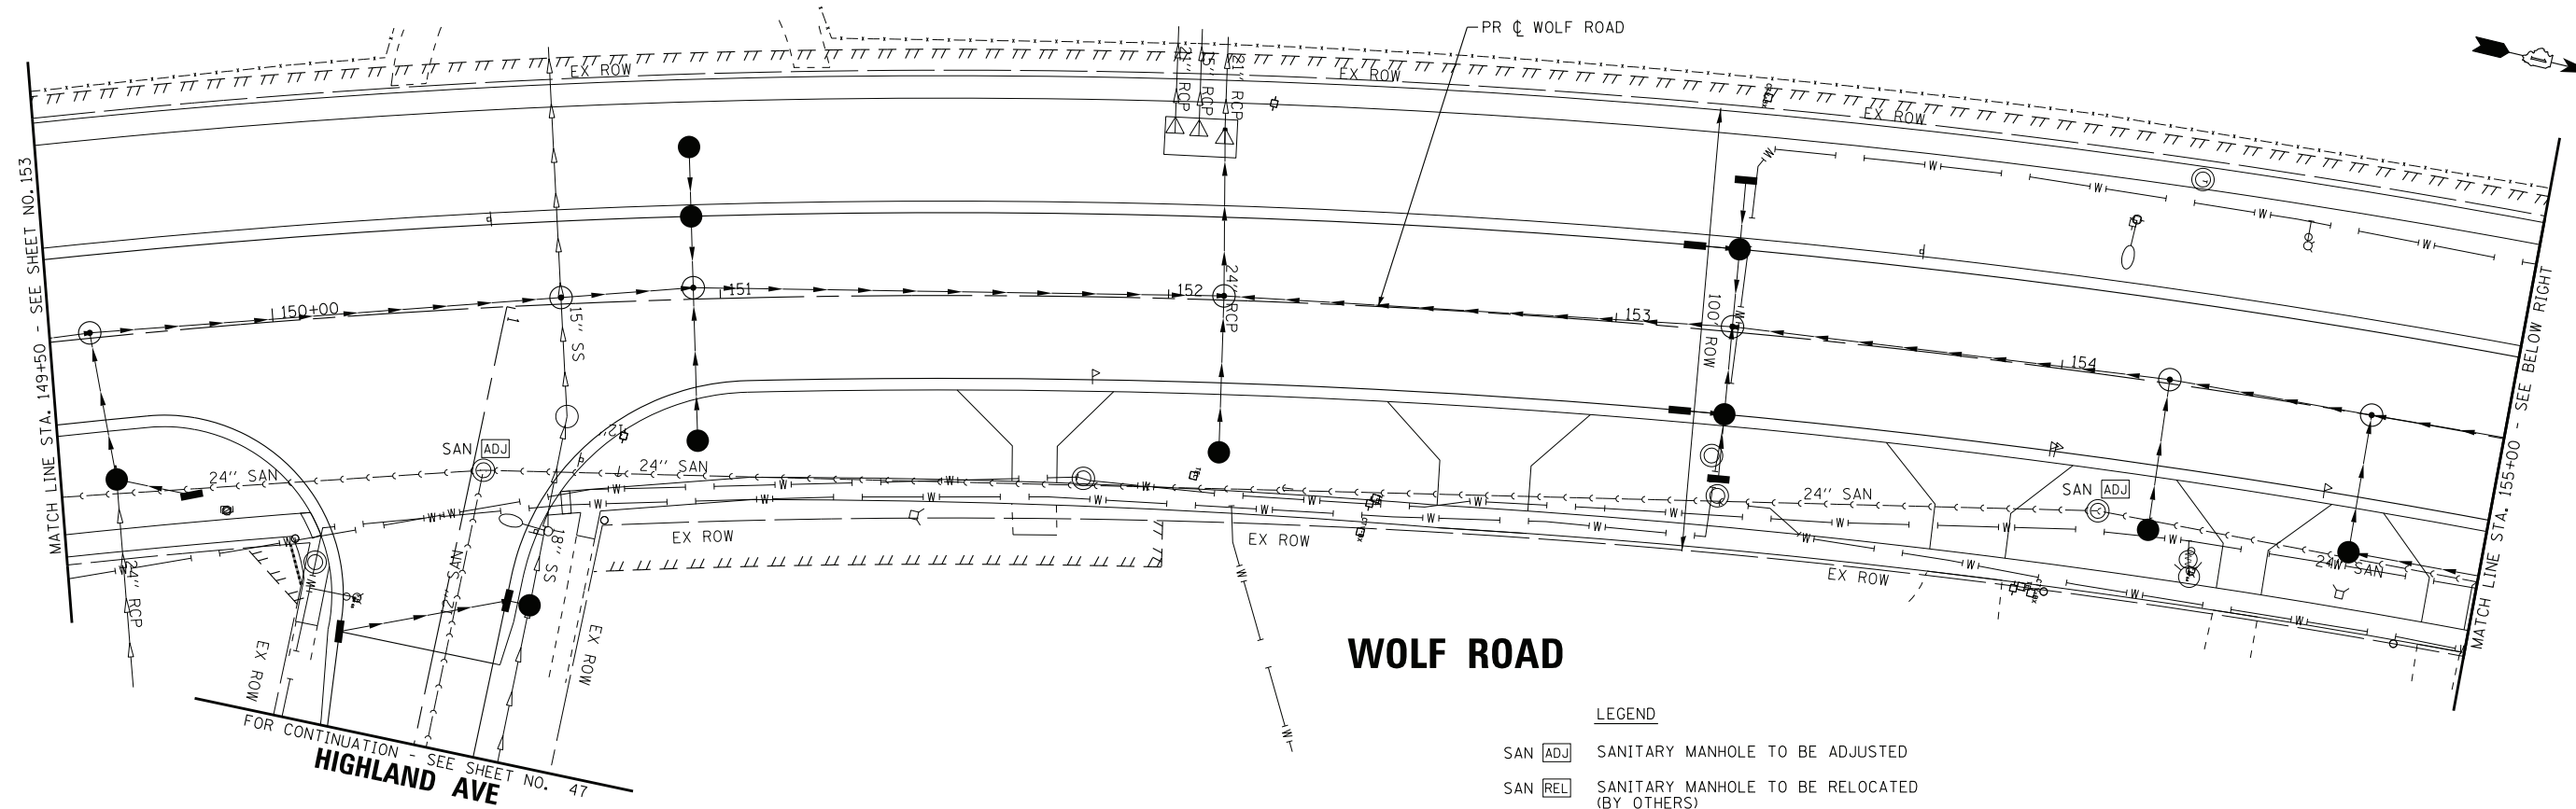 PR ℄ WOLF ROAD
EX ROW
EX ROW
EX ROW
21'' RCP
15'' RCP
21'' RCP
MATCH LINE STA. 149+50 - SEE SHEET NO. 153
150+00
151
152
153
154
1
15'' SS
24'' RCP
100' ROW
MATCH LINE STA. 155+00 - SEE BELOW RIGHT
SAN ADJ
24'' SAN
12''
24'' SAN
24'' SAN
SAN ADJ
24'' SAN
24'' RCP
12'' SAN
18'' SS
EX ROW
EX ROW
EX ROW
EX ROW
EX ROW
WOLF ROAD
FOR CONTINUATION - SEE SHEET NO. 47
HIGHLAND AVE
LEGEND
SAN ADJ SANITARY MANHOLE TO BE ADJUSTED
SAN REL SANITARY MANHOLE TO BE RELOCATED
(BY OTHERS)